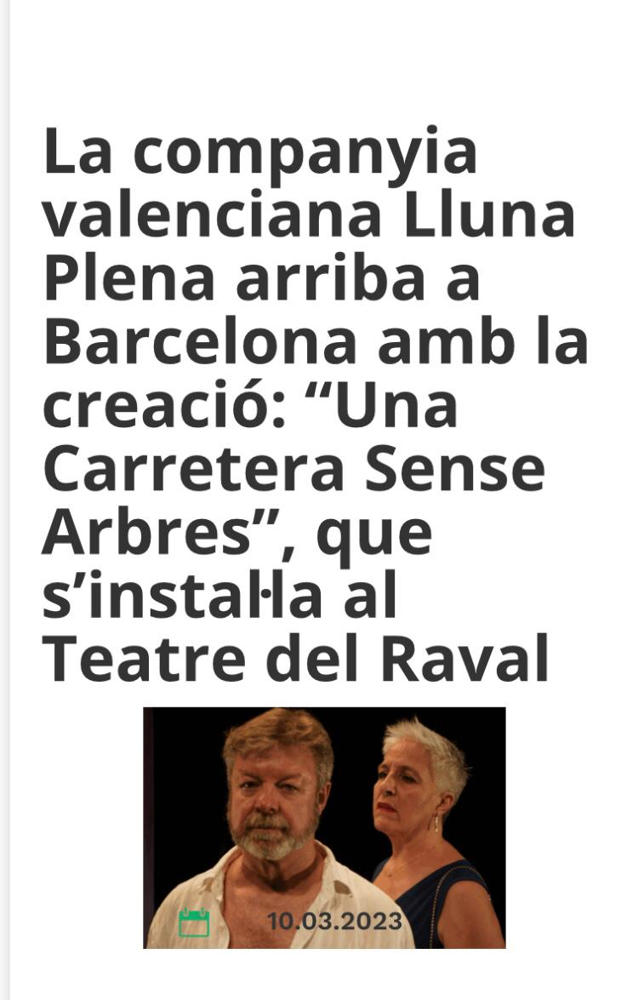 La companyia
valenciana Lluna
Plena arriba a
Barcelona amb la
creació: “Una
Carretera Sense
Arbres”, que
s’instal·la al
Teatre del Raval
10.03.2023